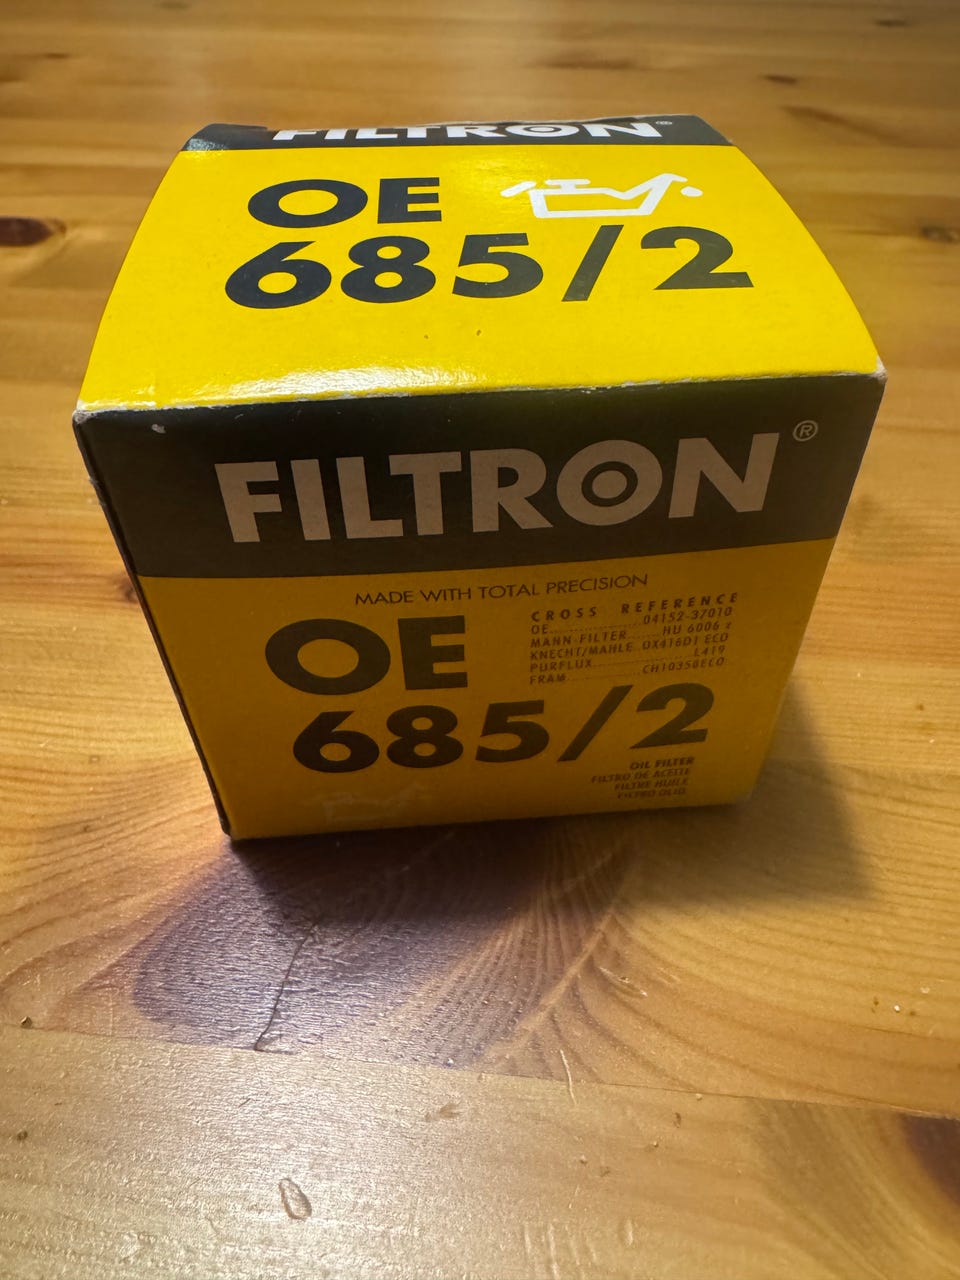 FILTRON®
OE
685/2
FILTRON®
MADE WITH TOTAL PRECISION
OE
685/2
CROSS REFERENCE
OE....................04152-37010
MANN FILTER.......HU 6006 z
KNECHT/MAHLE..OX416D1 ECO
PURFLUX........................L419
FRAM................CH10358ECO
OIL FILTER
FILTRO DE ACEITE
FILTRE HUILE
FILTRO OLIO